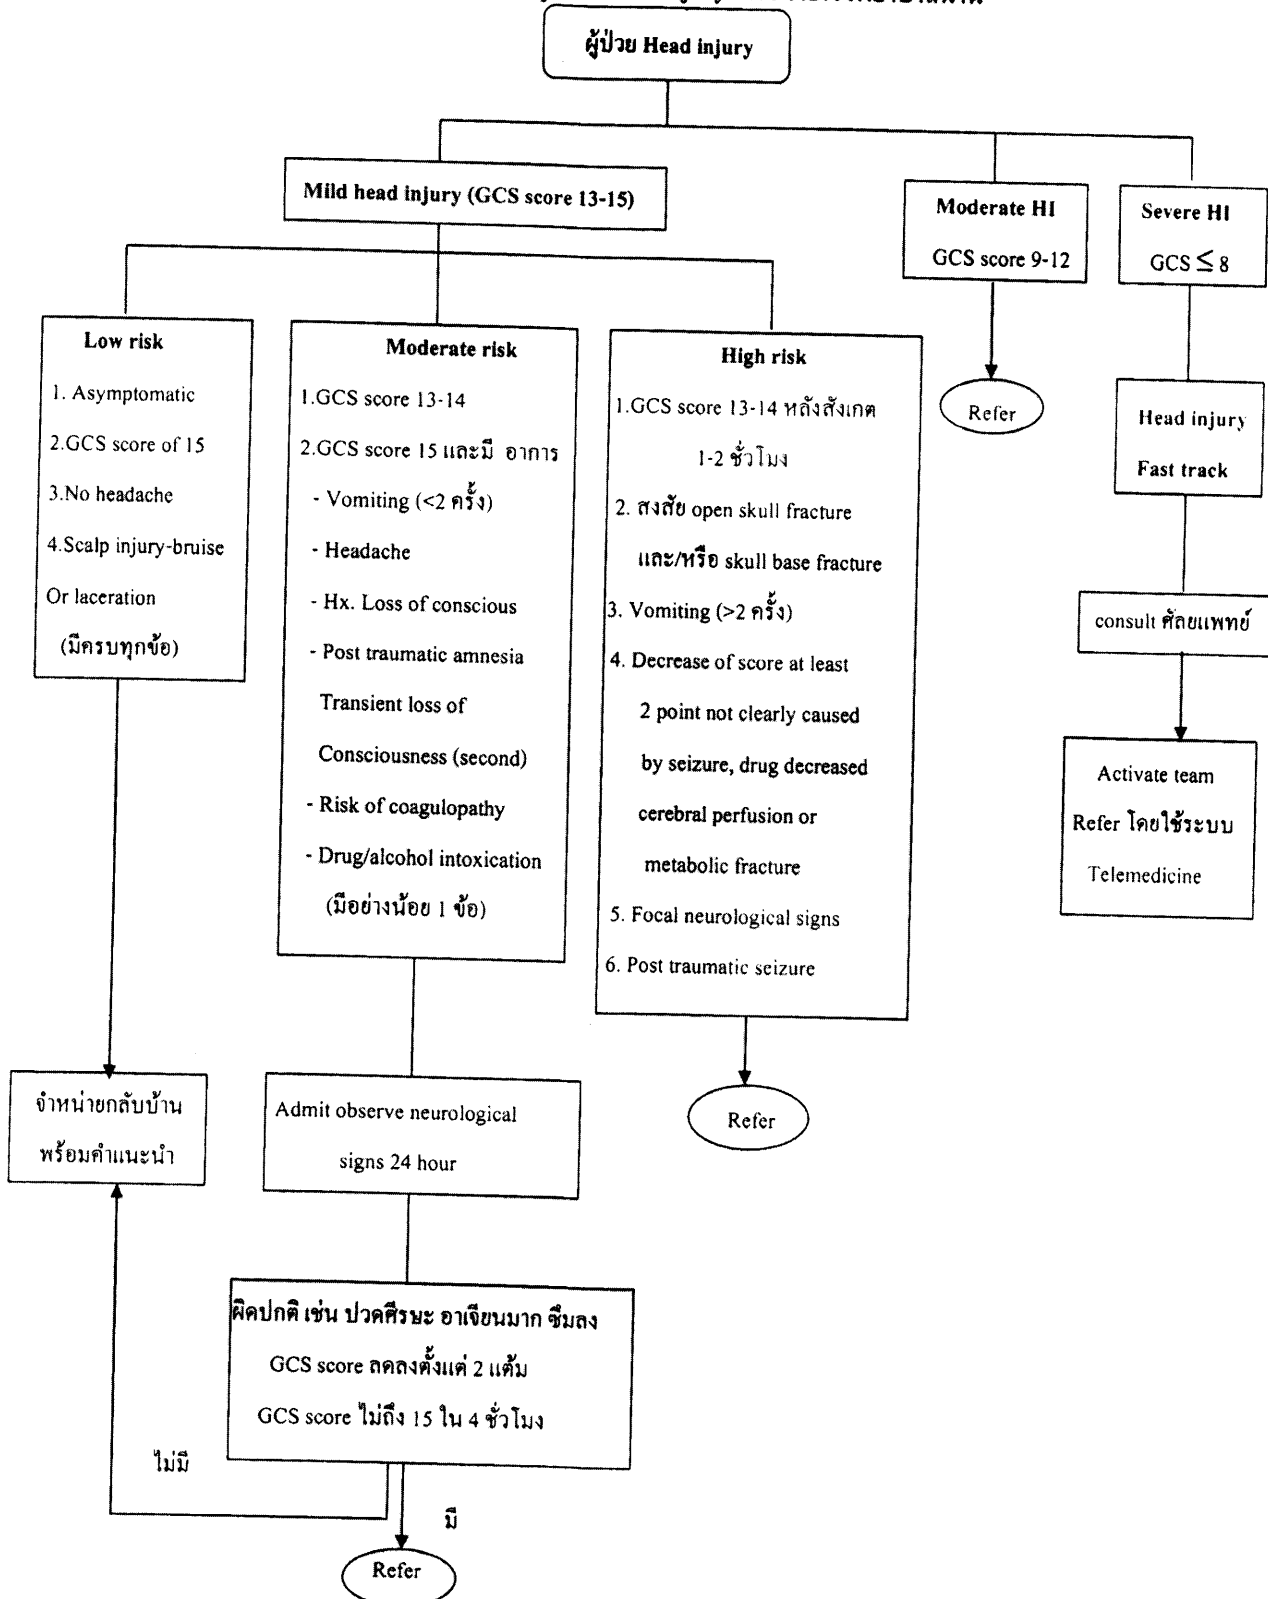 ผู้ป่วย Head injury
Mild head injury (GCS score 13-15)
Moderate HI
GCS score 9-12
Severe HI
GCS ≤ 8
Low risk
1. Asymptomatic
2.GCS score of 15
3.No headache
4.Scalp injury-bruise
Or laceration
(มีครบทุกข้อ)
Moderate risk
1.GCS score 13-14
2.GCS score 15 และมี อาการ
- Vomiting (<2 ครั้ง)
- Headache
- Hx. Loss of conscious
- Post traumatic amnesia
Transient loss of
Consciousness (second)
- Risk of coagulopathy
- Drug/alcohol intoxication
(มีอย่างน้อย 1 ข้อ)
High risk
1.GCS score 13-14 หลังสังเกต
1-2 ชั่วโมง
2. สงสัย open skull fracture
และ/หรือ skull base fracture
3. Vomiting (>2 ครั้ง)
4. Decrease of score at least
2 point not clearly caused
by seizure, drug decreased
cerebral perfusion or
metabolic fracture
5. Focal neurological signs
6. Post traumatic seizure
Refer
Head injury
Fast track
consult ศัลยแพทย์
Activate team
Refer โดยใช้ระบบ
Telemedicine
จำหน่ายกลับบ้าน
พร้อมคำแนะนำ
Admit observe neurological
signs 24 hour
Refer
ผิดปกติ เช่น ปวดศีรษะ อาเจียนมาก ซึมลง
GCS score ลดลงตั้งแต่ 2 แต้ม
GCS score ไม่ถึง 15 ใน 4 ชั่วโมง
ไม่มี
มี
Refer